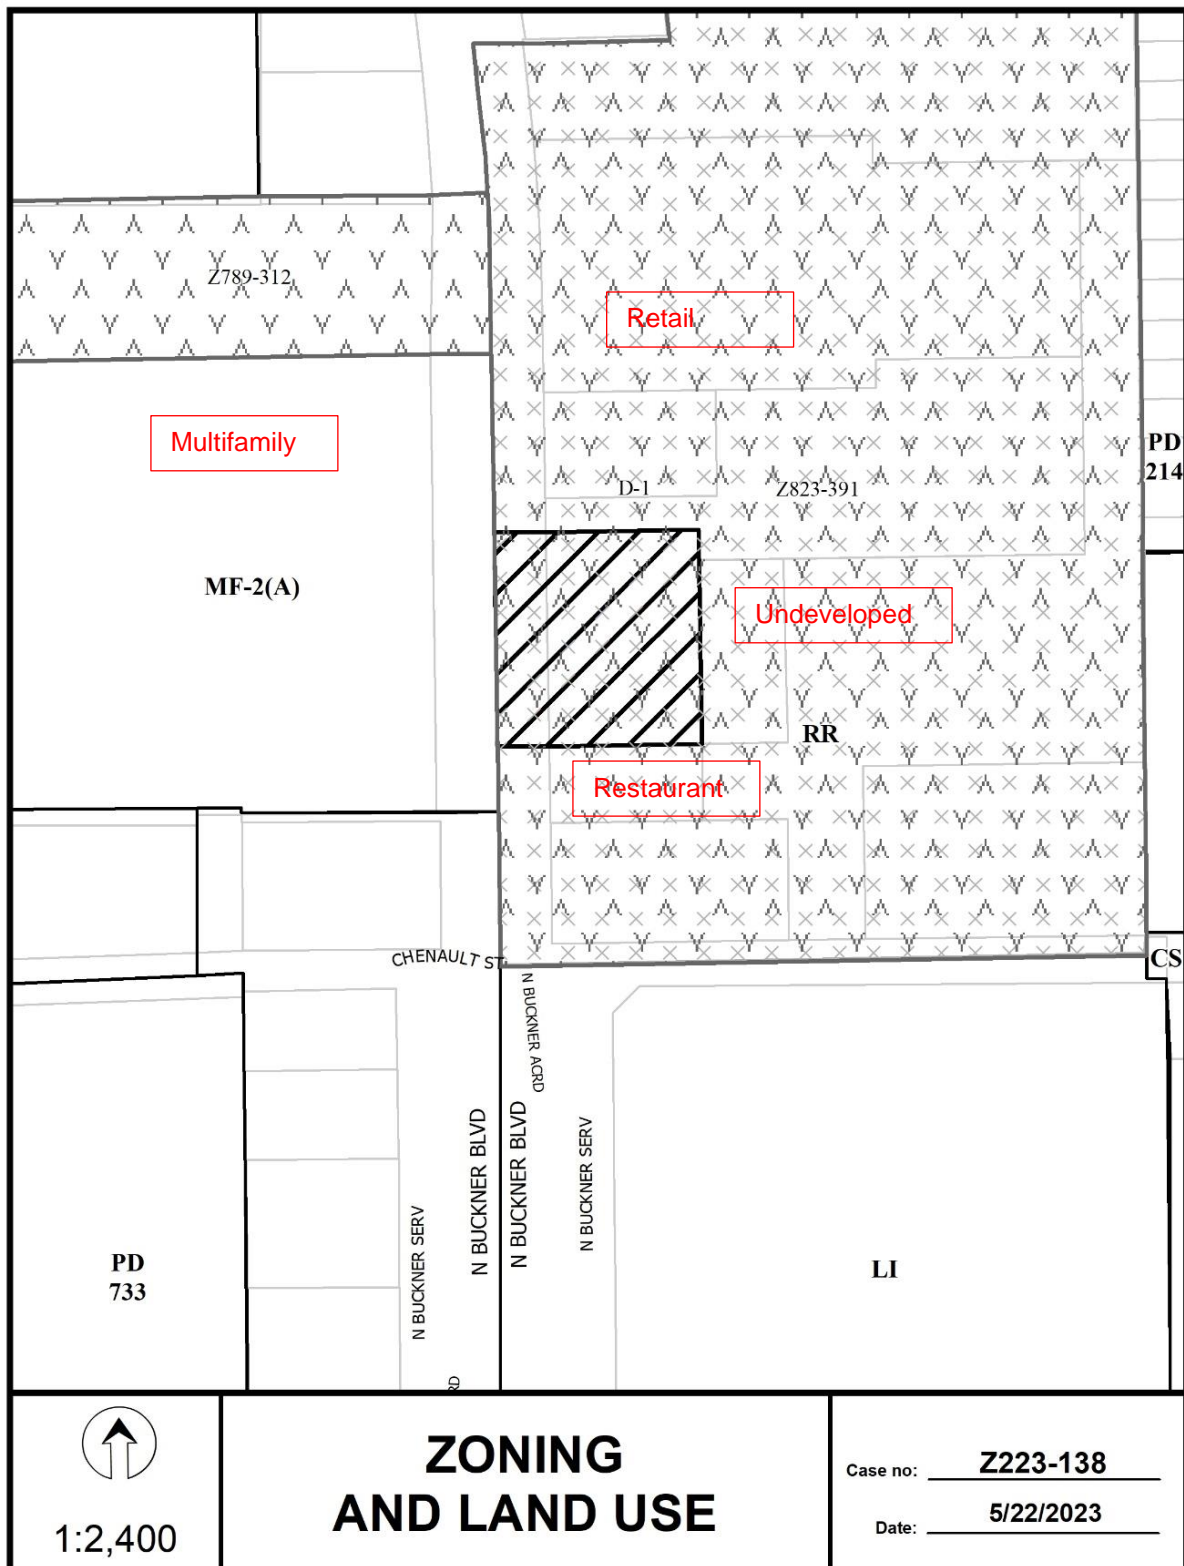 Z789-312
Retail
Multifamily
PD
214
D-1
Z823-391
MF-2(A)
Undeveloped
RR
Restaurant
CHENAULT ST
CS
N BUCKNER ACRD
N BUCKNER BLVD
N BUCKNER BLVD
N BUCKNER SERV
N BUCKNER SERV
PD
733
LI
RD
1:2,400
ZONING
AND LAND USE
Case no: Z223-138
Date: 5/22/2023